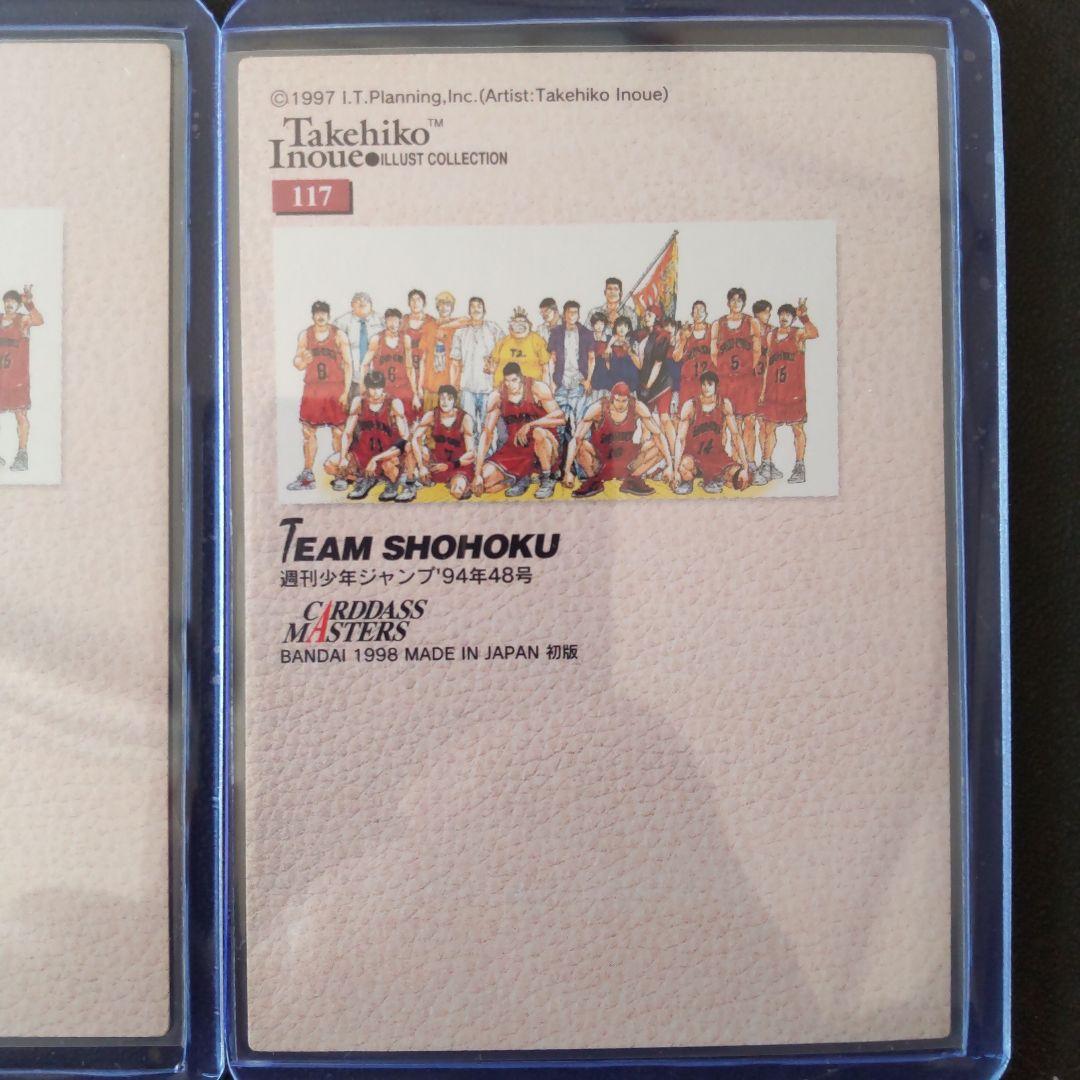 ©1997 I.T.Planning,Inc.(Artist:Takehiko Inoue)
Takehiko™
Inoue●ILLUST COLLECTION
117
TEAM SHOHOKU
週刊少年ジャンプ'94年48号
CARDDASS
MASTERS
BANDAI 1998 MADE IN JAPAN 初版